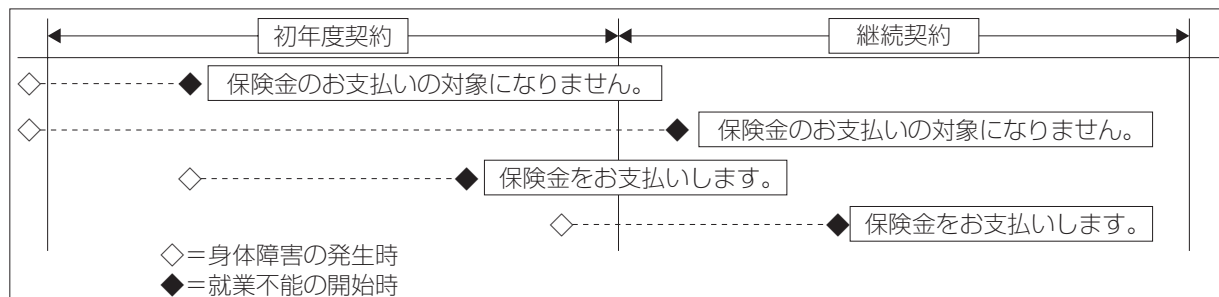 初年度契約
継続契約
保険金のお支払いの対象になりません。
保険金のお支払いの対象になりません。
保険金をお支払いします。
保険金をお支払いします。
◇=身体障害の発生時
◆=就業不能の開始時